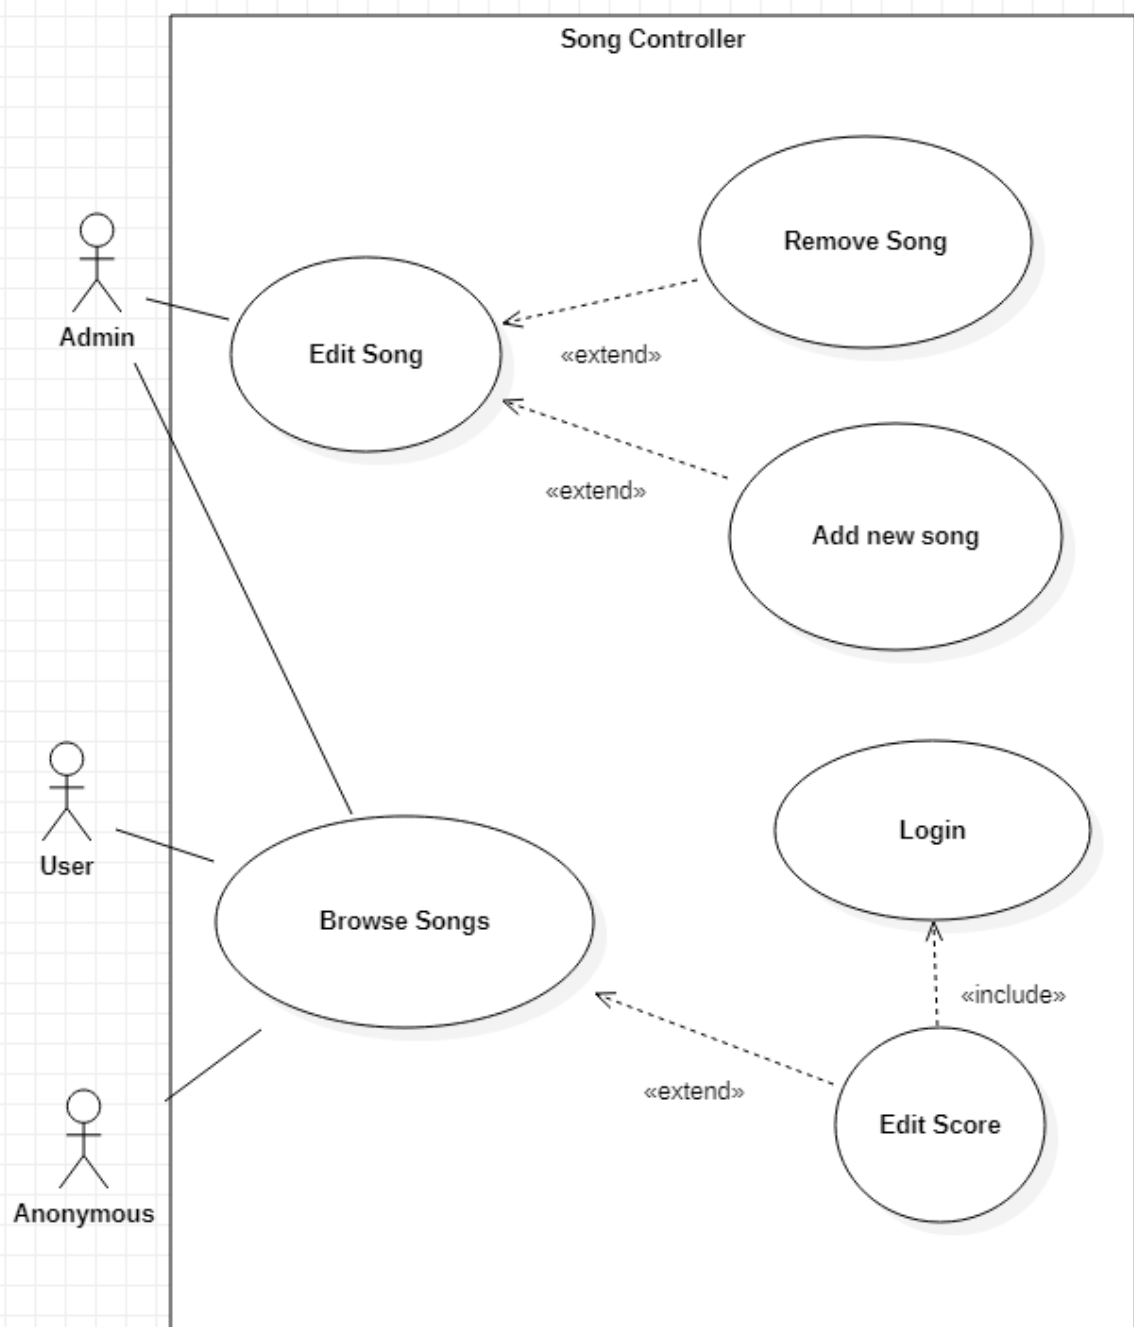 Song Controller
Remove Song
Admin
Edit Song
«extend»
«extend»
Add new song
User
Login
Browse Songs
«include»
«extend»
Edit Score
Anonymous